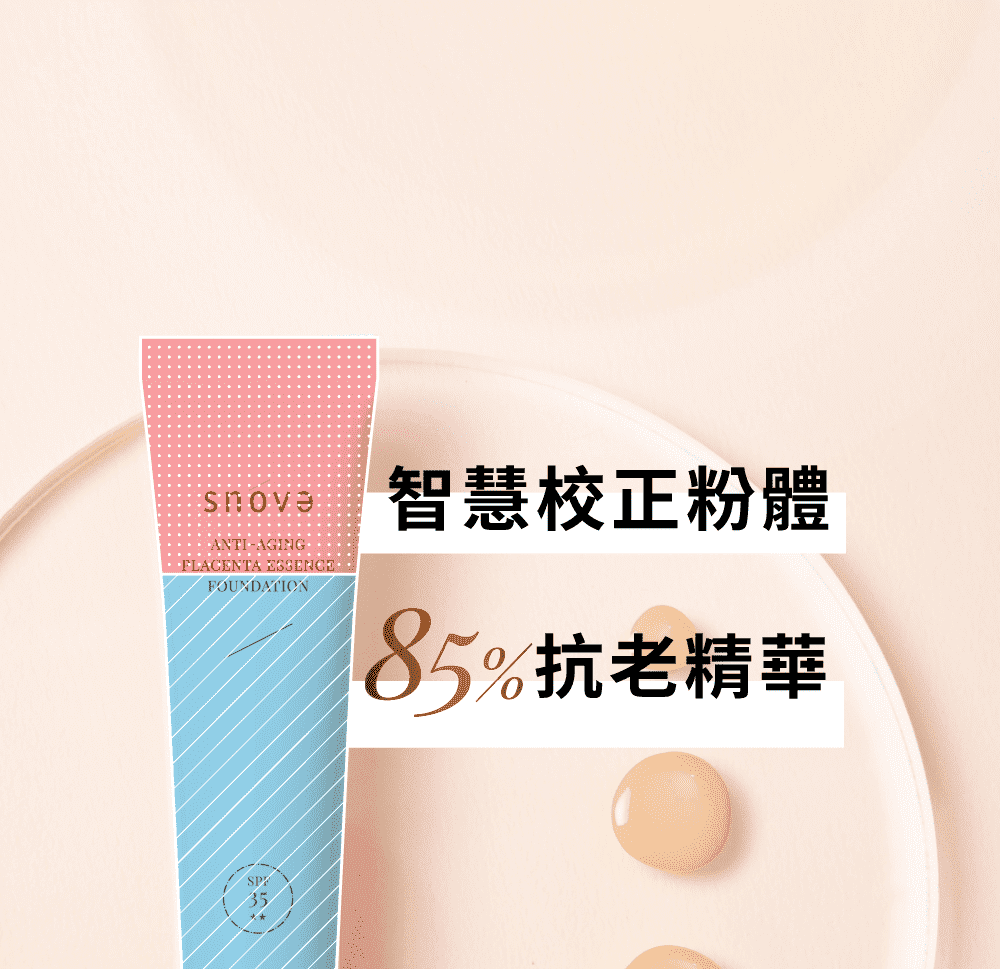 snova
ANTI-AGING
PLACENTA ESSENCE
FOUNDATION
智慧校正粉體
85%抗老精華
SPF
35
★★